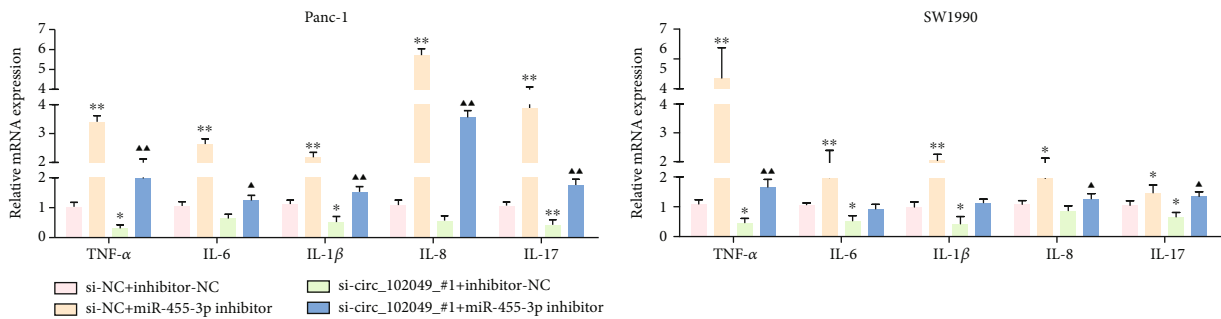 Panc-1
Relative mRNA expression
7
6
5
4
4
3
2
2
1
0
**
*
▲▲
**
▲
**
*
▲▲
**
▲▲
**
**
▲▲
TNF-α
IL-6
IL-1β
IL-8
IL-17
SW1990
Relative mRNA expression
7
6
5
4
4
3
2
2
1
0
**
*
▲▲
**
*
**
*
*
▲
*
*
▲
TNF-α
IL-6
IL-1β
IL-8
IL-17
si-NC+inhibitor-NC
si-NC+miR-455-3p inhibitor
si-circ_102049_#1+inhibitor-NC
si-circ_102049_#1+miR-455-3p inhibitor